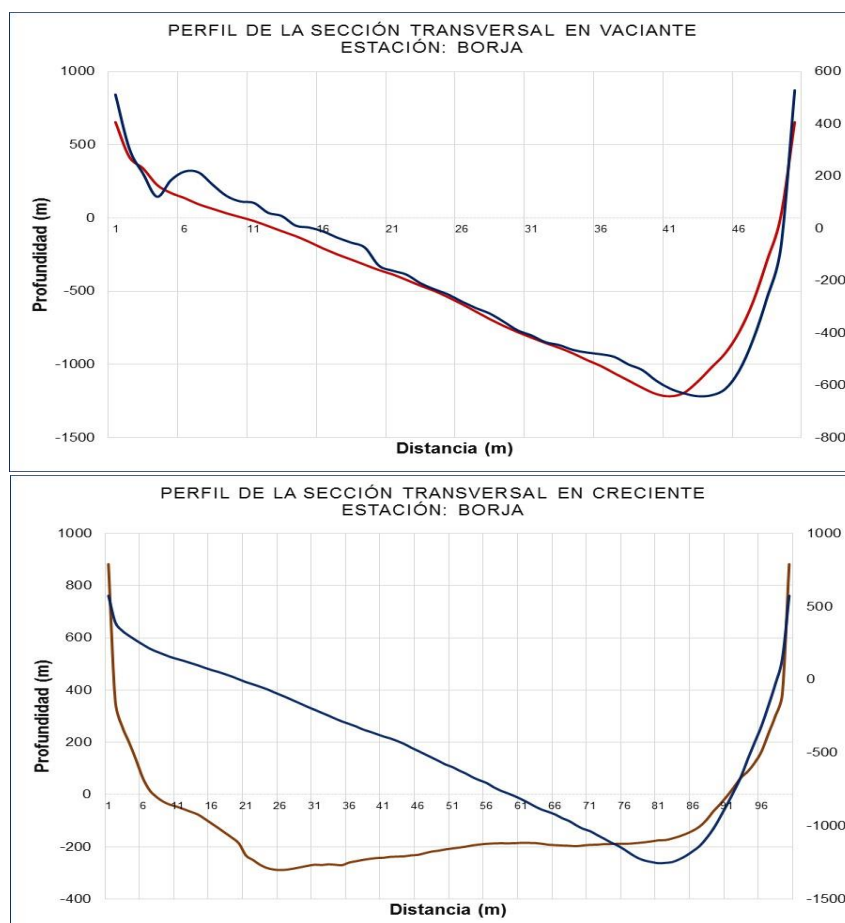 PERFIL DE LA SECCIÓN TRANSVERSAL EN VACIANTE
ESTACIÓN: BORJA
1000
500
0
-500
-1000
-1500
Profundidad (m)
1 6 11 16 21 26 31 36 41 46
600
400
200
0
-200
-400
-600
-800
Distancia (m)
PERFIL DE LA SECCIÓN TRANSVERSAL EN CRECIENTE
ESTACIÓN: BORJA
1000
800
600
400
200
0
-200
-400
Profundidad (m)
1 6 11 16 21 26 31 36 41 46 51 56 61 66 71 76 81 86 91 96
1000
500
0
-500
-1000
-1500
Distancia (m)